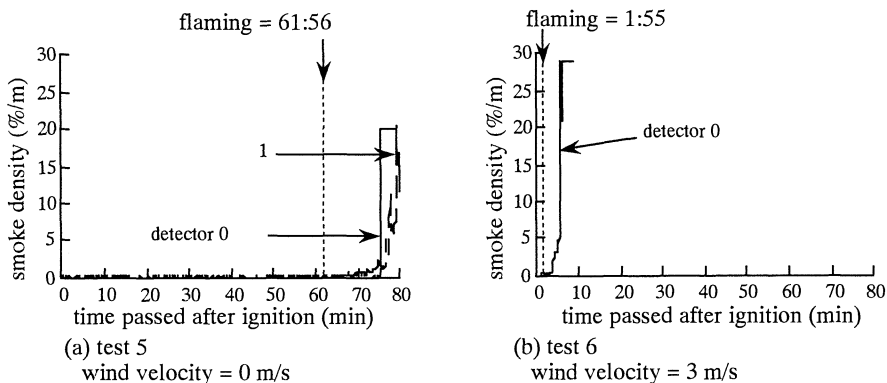 flaming = 61:56
30
25
20
15
10
5
0
smoke density (%/m)
1
detector 0
0 10 20 30 40 50 60 70 80
time passed after ignition (min)
(a) test 5
wind velocity = 0 m/s
flaming = 1:55
30
25
20
15
10
5
0
smoke density (%/m)
detector 0
0 10 20 30 40 50 60 70 80
time passed after ignition (min)
(b) test 6
wind velocity = 3 m/s